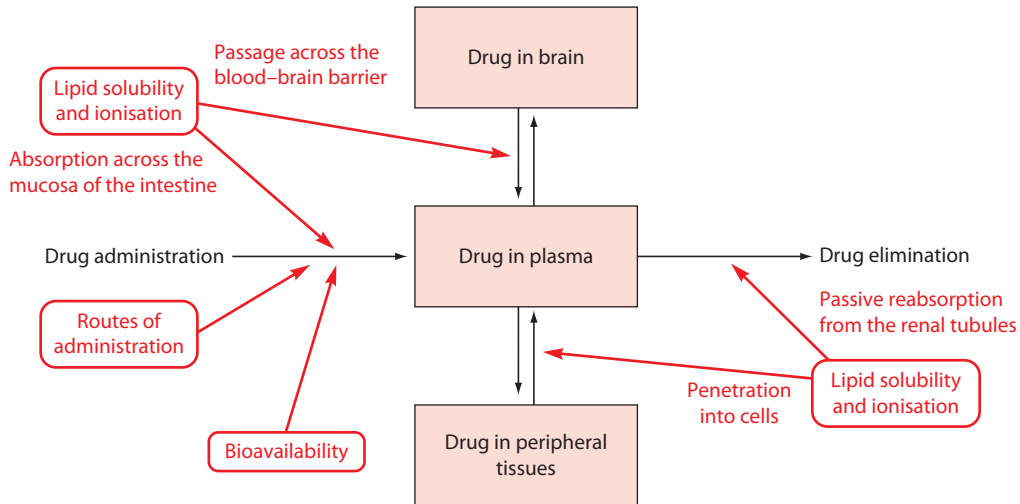 Drug in brain
Passage across the
blood–brain barrier
Lipid solubility
and ionisation
Absorption across the
mucosa of the intestine
Drug administration
Drug in plasma
Drug elimination
Routes of
administration
Passive reabsorption
from the renal tubules
Lipid solubility
and ionisation
Penetration
into cells
Bioavailability
Drug in peripheral
tissues